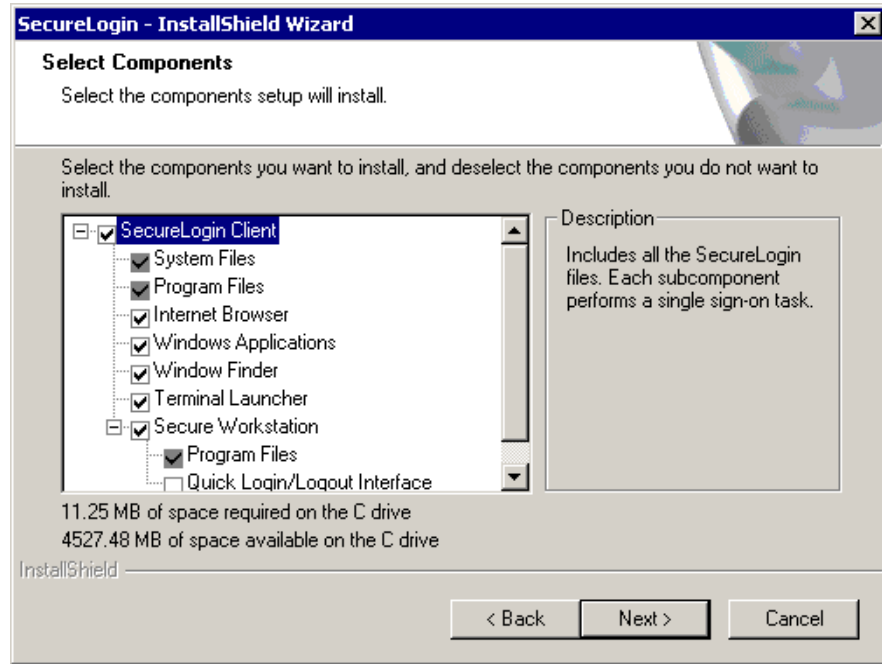 SecureLogin - InstallShield Wizard
Select Components
Select the components setup will install.
Select the components you want to install, and deselect the components you do not want to
install.
SecureLogin Client
System Files
Program Files
Internet Browser
Windows Applications
Window Finder
Terminal Launcher
Secure Workstation
Program Files
Quick Login/Logout Interface
Description
Includes all the SecureLogin
files. Each subcomponent
performs a single sign-on task.
11.25 MB of space required on the C drive
4527.48 MB of space available on the C drive
InstallShield
< Back
Next >
Cancel